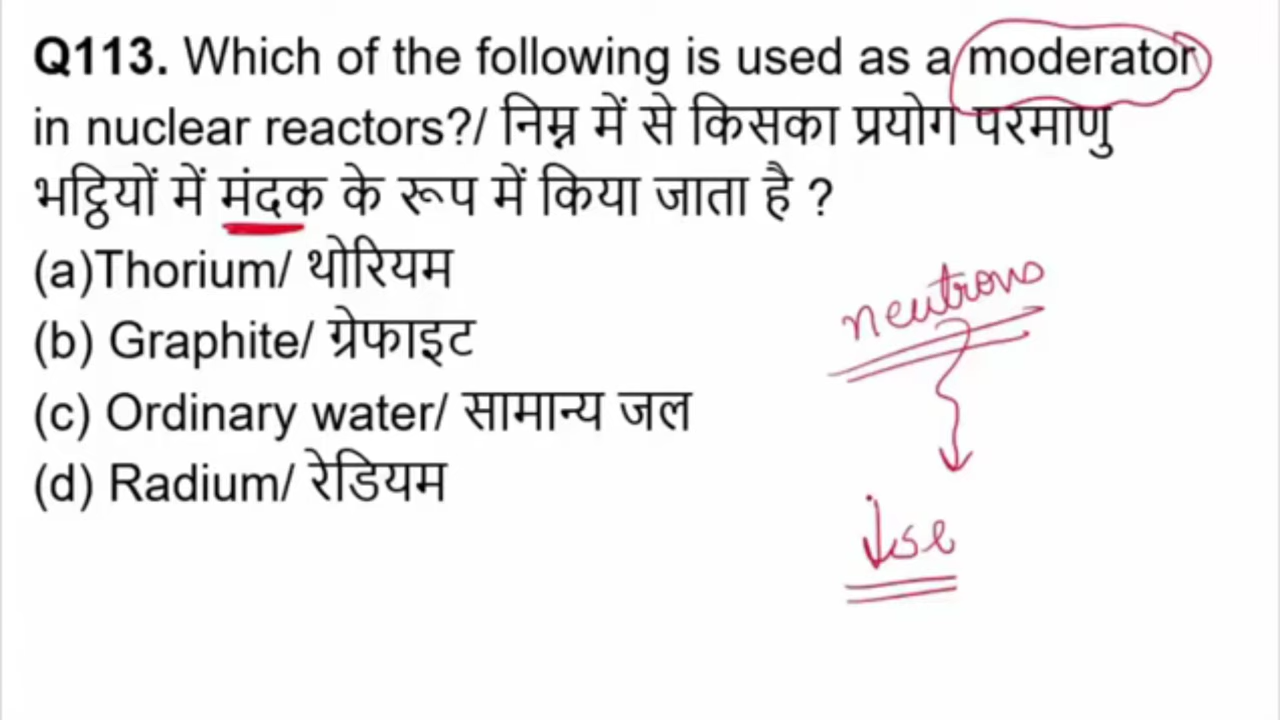 Q113. Which of the following is used as a moderator
in nuclear reactors?/ निम्न में से किसका प्रयोग परमाणु
भट्ठियों में मंदक के रूप में किया जाता है ?
(a)Thorium/ थोरियम
(b) Graphite/ ग्रेफाइट
(c) Ordinary water/ सामान्य जल
(d) Radium/ रेडियम
neutrons
↓se